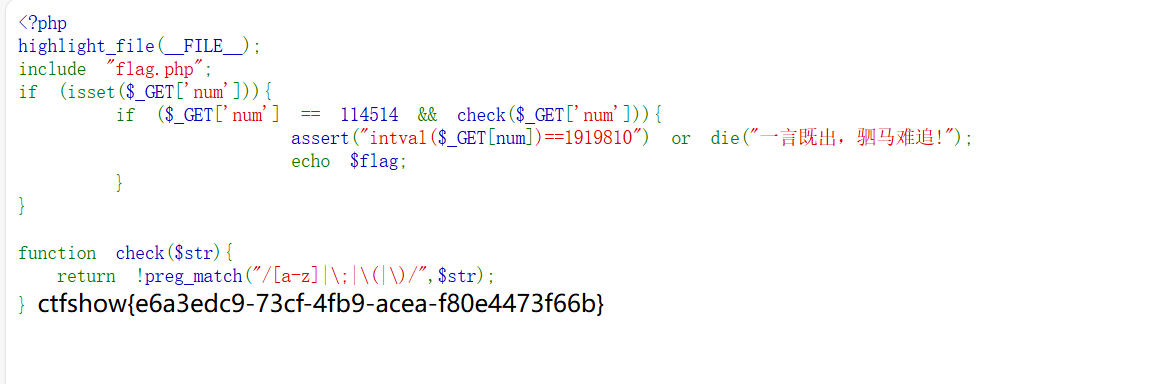 <?php
highlight_file(__FILE__);
include "flag.php";
if (isset($_GET['num'])){
if ($_GET['num'] == 114514 && check($_GET['num'])){
assert("intval($_GET[num])==1919810") or die("一言既出，驷马难追!");
echo $flag;
}
}
function check($str){
return !preg_match("/[a-z]|\;|\(|\)/",$str);
} ctfshow{e6a3edc9-73cf-4fb9-acea-f80e4473f66b}